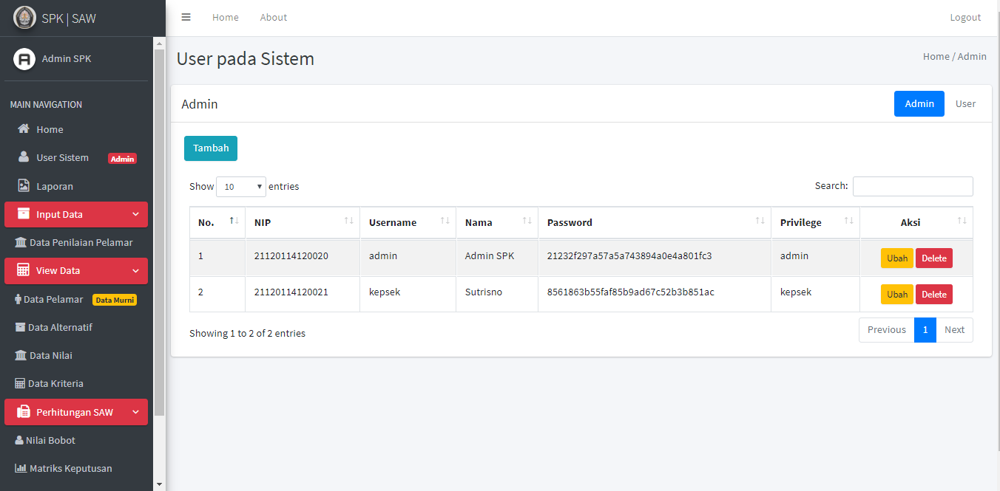 SPK | SAW
Home
About
Logout
Admin SPK
User pada Sistem
Home / Admin
MAIN NAVIGATION
Home
User Sistem
Admin
Laporan
Input Data
Data Penilaian Pelamar
View Data
Data Pelamar
Data Murni
Data Alternatif
Data Nilai
Data Kriteria
Perhitungan SAW
Nilai Bobot
Matriks Keputusan
Admin
Admin
User
Tambah
Show 10 entries
Search:
No. NIP Username Nama Password Privilege Aksi
1 21120114120020 admin Admin SPK 21232f297a57a5a743894a0e4a801fc3 admin Ubah Delete
2 21120114120021 kepsek Sutrisno 8561863b55faf85b9ad67c52b3b851ac kepsek Ubah Delete
Showing 1 to 2 of 2 entries
Previous 1 Next